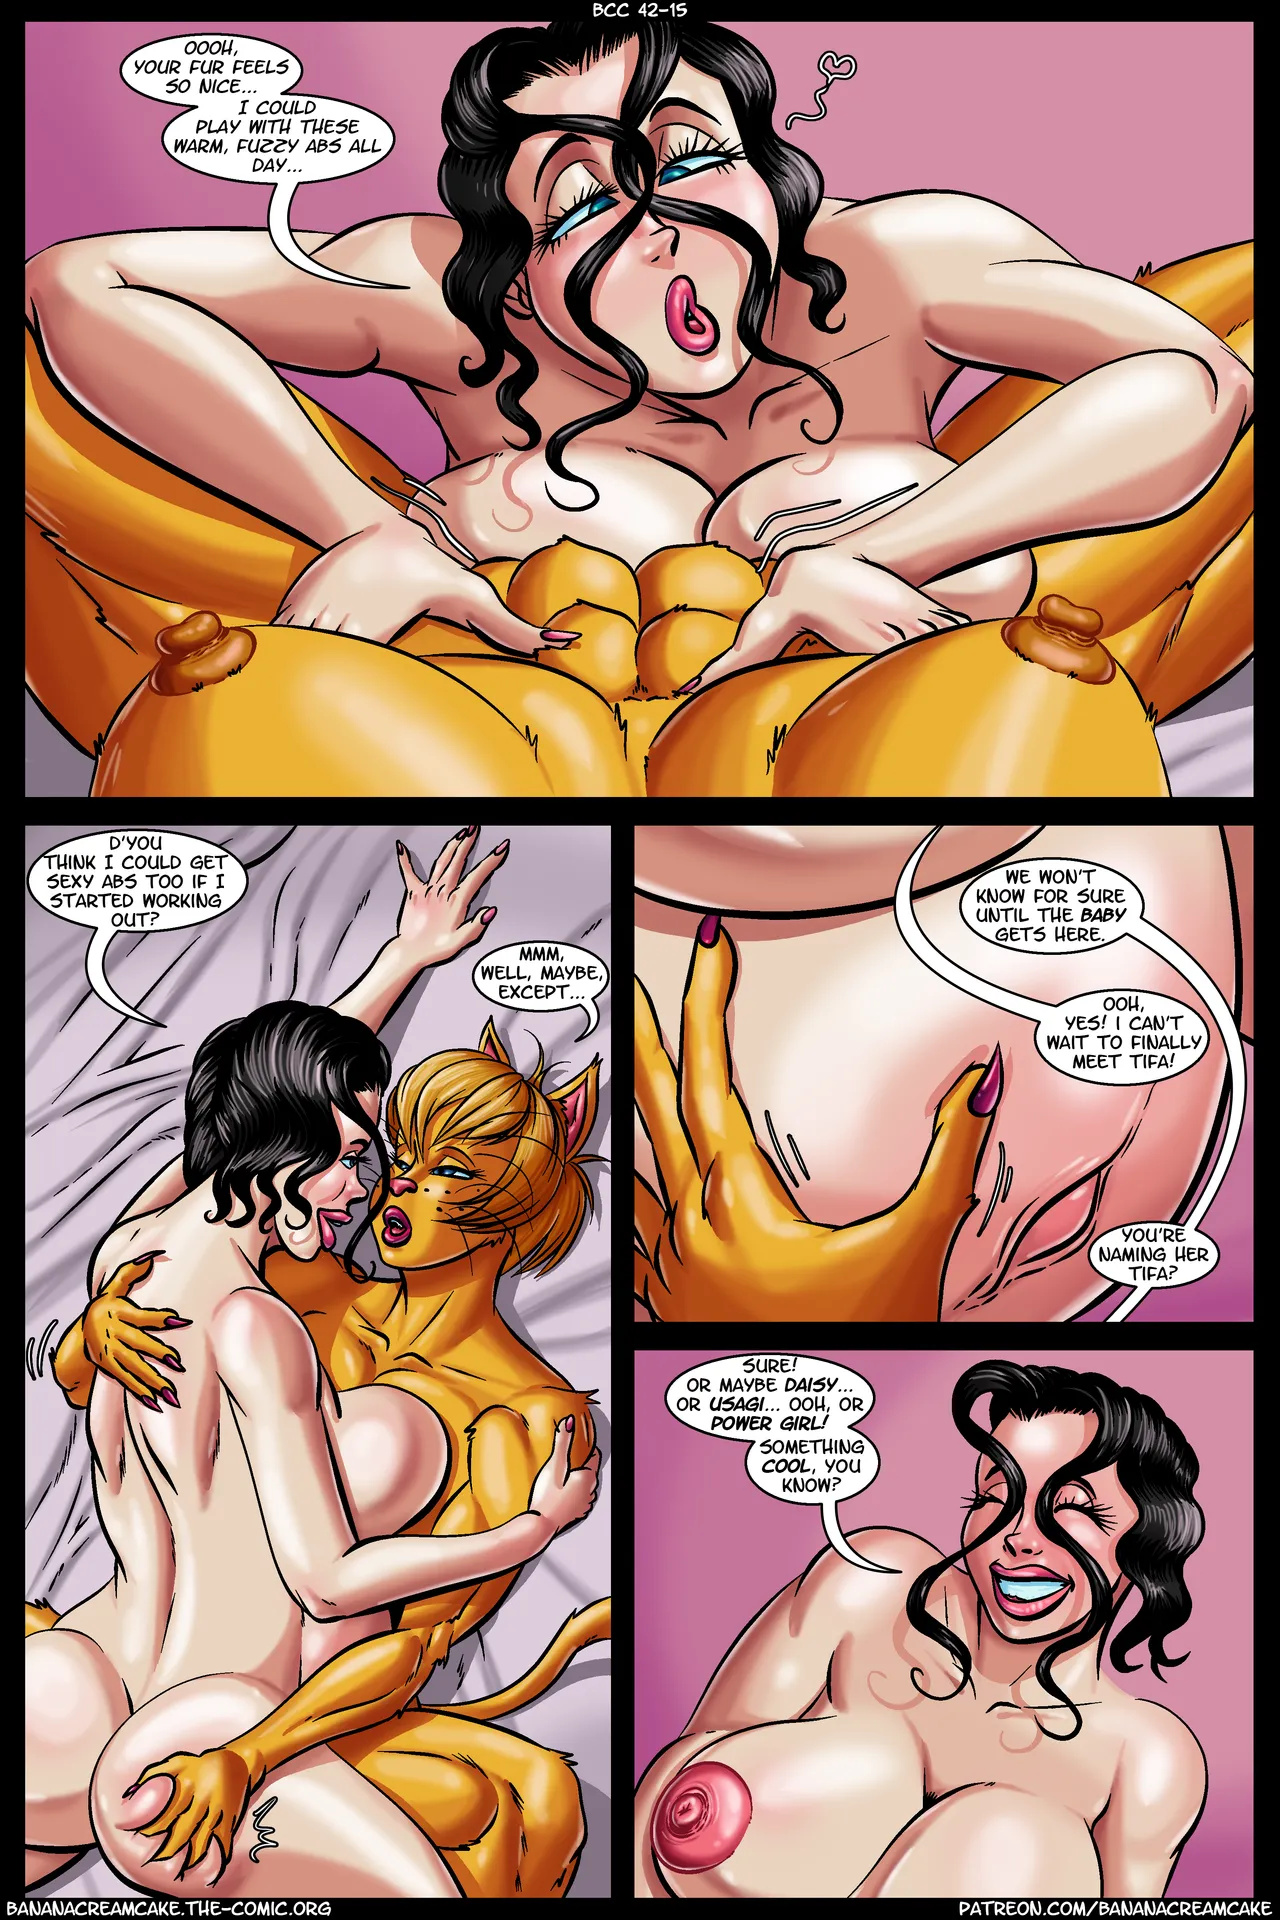 BCC 42-15
OOOH,
YOUR FUR FEELS
SO NICE...
I COULD
PLAY WITH THESE
WARM, FUZZY ABS ALL
DAY...
D'YOU
THINK I COULD GET
SEXY ABS TOO IF I
STARTED WORKING
OUT?
MMM,
WELL, MAYBE,
EXCEPT...
WE WON'T
KNOW FOR SURE
UNTIL THE BABY
GETS HERE.
OOH,
YES! I CAN'T
WAIT TO FINALLY
MEET TIFA!
YOU'RE
NAMING HER
TIFA?
SURE!
OR MAYBE DAISY...
OR USAGI... OOH, OR
POWER GIRL!
SOMETHING
COOL, YOU
KNOW?
BANANACREAMCAKE.THE-COMIC.ORG
PATREON.COM/BANANACREAMCAKE